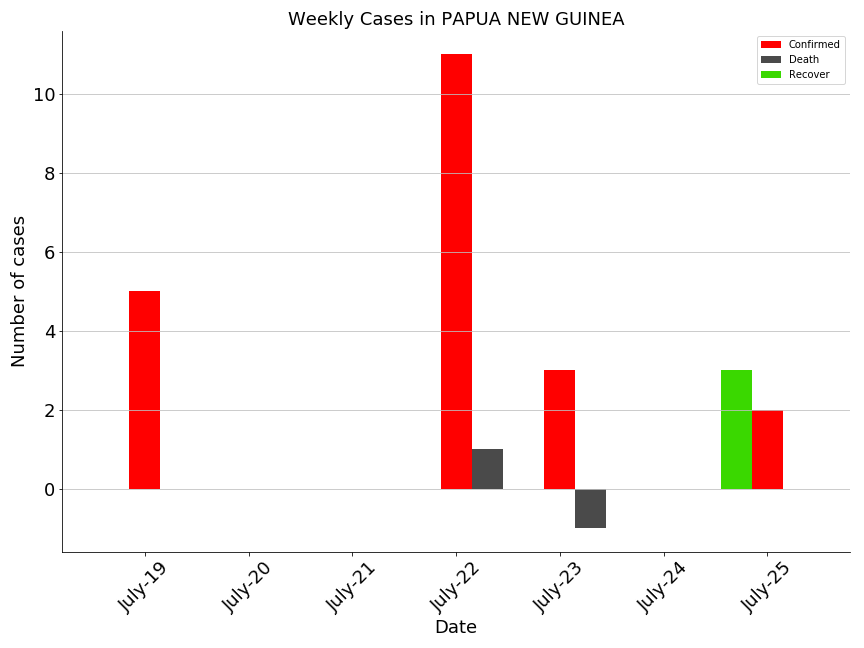 Weekly Cases in PAPUA NEW GUINEA
Confirmed
Death
Recover
Number of cases
10
8
6
4
2
0
July-19
July-20
July-21
July-22
July-23
July-24
July-25
Date